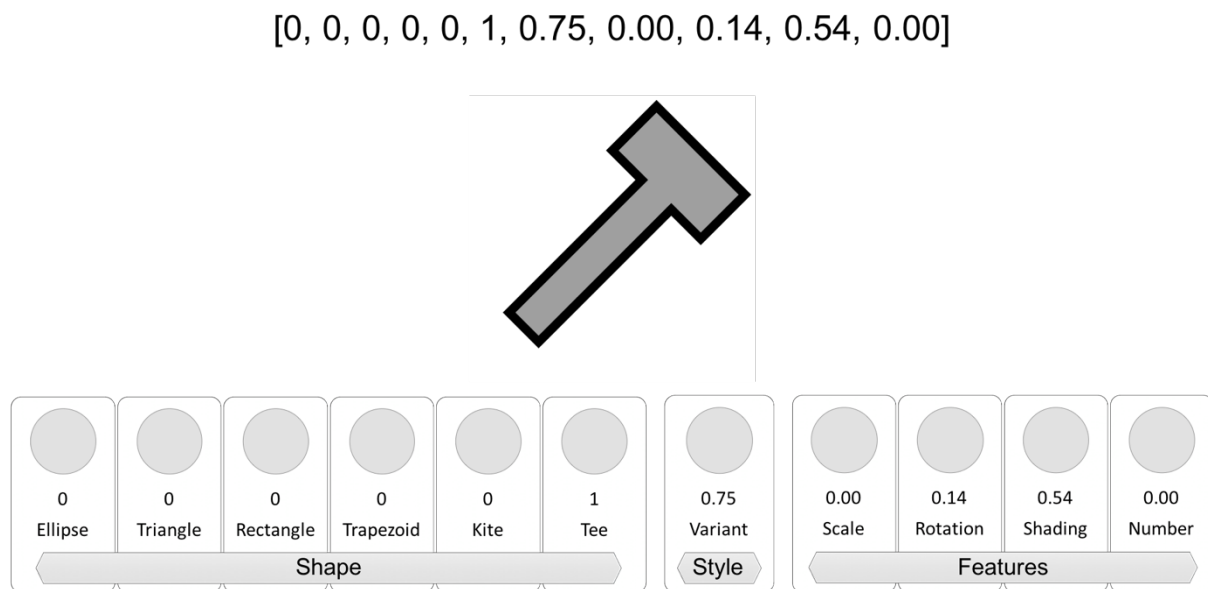 [0, 0, 0, 0, 0, 1, 0.75, 0.00, 0.14, 0.54, 0.00]
0 0 0 0 0 1 0.75 0.00 0.14 0.54 0.00
Ellipse Triangle Rectangle Trapezoid Kite Tee Variant Scale Rotation Shading Number
Shape Style Features